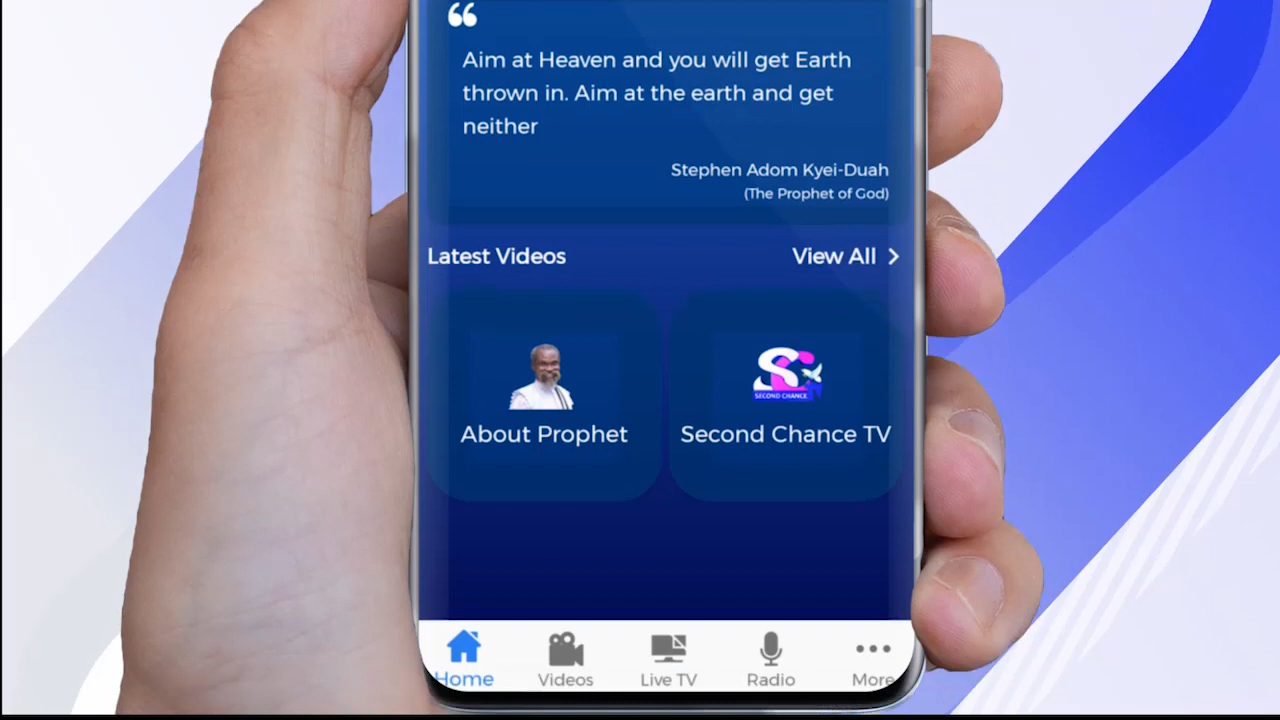 “
Aim at Heaven and you will get Earth
thrown in. Aim at the earth and get
neither
Stephen Adom Kyei-Duah
(The Prophet of God)
Latest Videos
View All >
SECOND CHANCE
About Prophet
Second Chance TV
Home
Videos
Live TV
Radio
More